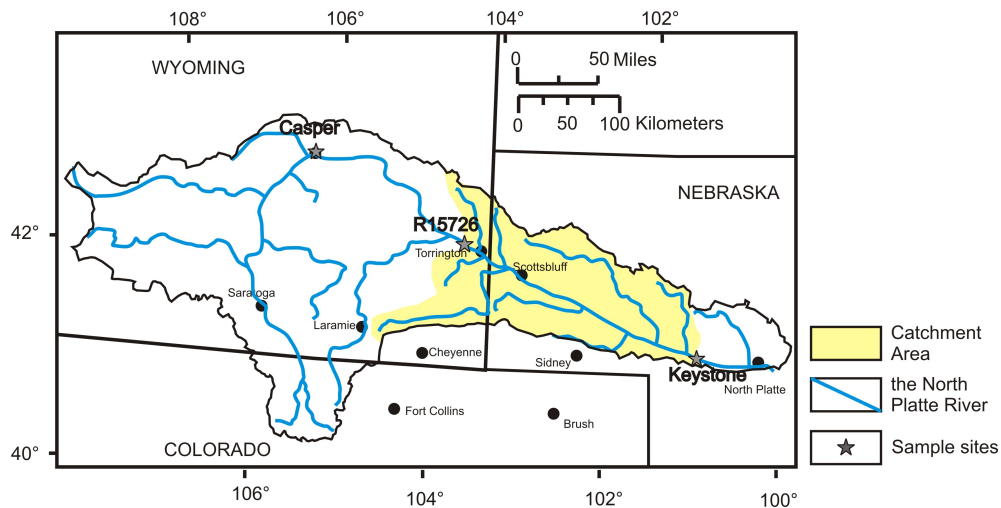 108° 106° 104° 102°
0 50 Miles
WYOMING
0 50 100 Kilometers
Casper
NEBRASKA
R15726
42°
Torrington
Scottsbluff
Saratoga
Laramie
Catchment
Area
Cheyenne
Sidney
Keystone
North Platte
the North
Platte River
Fort Collins
Brush
COLORADO
Sample sites
40°
106° 104° 102° 100°